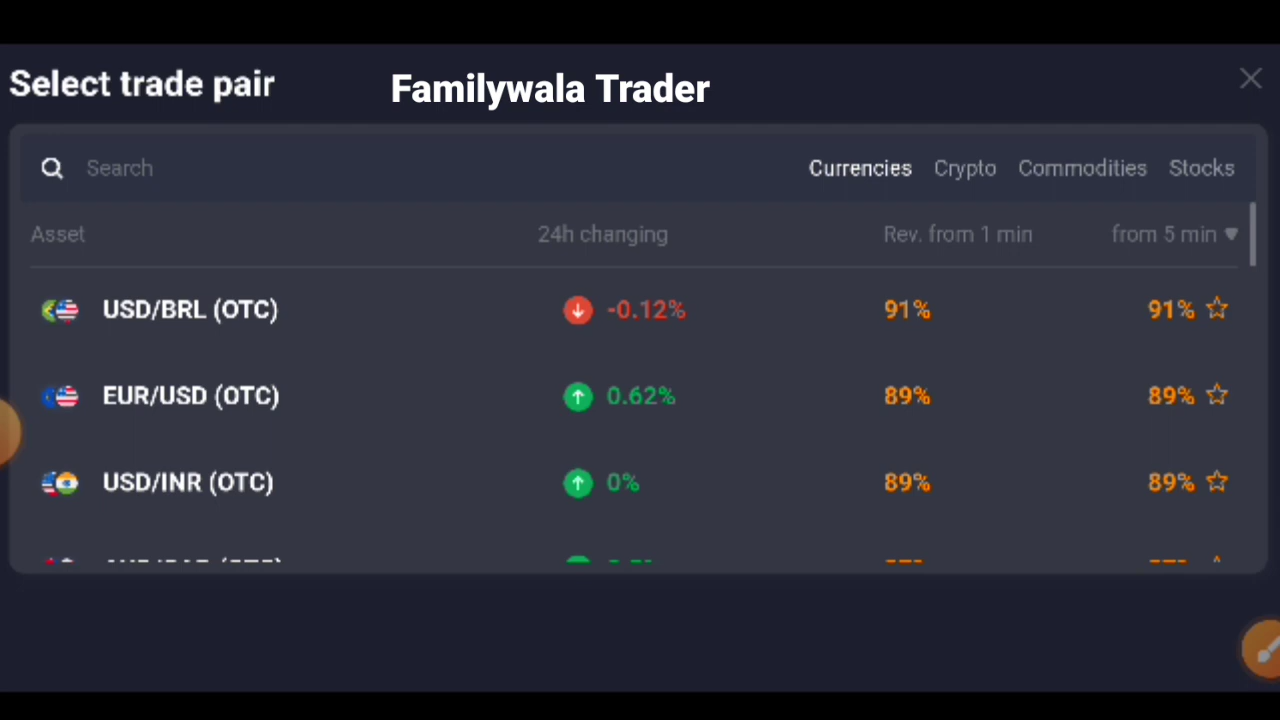 Select trade pair
Familywala Trader
Search
Currencies Crypto Commodities Stocks
Asset 24h changing Rev. from 1 min from 5 min
USD/BRL (OTC) -0.12% 91% 91%
EUR/USD (OTC) 0.62% 89% 89%
USD/INR (OTC) 0% 89% 89%